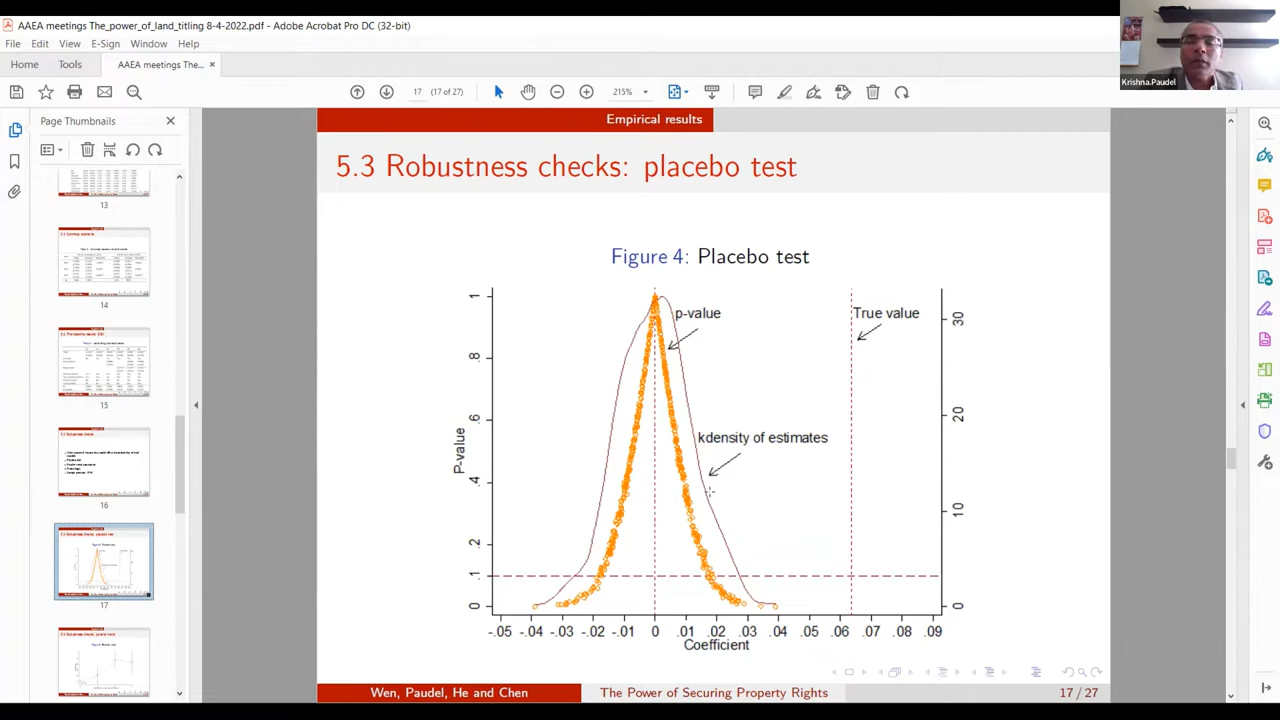 AAEA meetings The_power_of_land_titling 8-4-2022.pdf - Adobe Acrobat Pro DC (32-bit)
File Edit View E-Sign Window Help
Home Tools AAEA meetings The... ×
17 215%
Krishna.Paudel
Page Thumbnails
13
14
15
16
17
Empirical results
5.3 Robustness checks: placebo test
Figure 4: Placebo test
P-value
1
.8
.6
.4
.2
.1
0
p-value
True value
kdensity of estimates
30
20
10
0
-.05 -.04 -.03 -.02 -.01 0 .01 .02 .03 .04 .05 .06 .07 .08 .09
Coefficient
Wen, Paudel, He and Chen The Power of Securing Property Rights 17 / 27